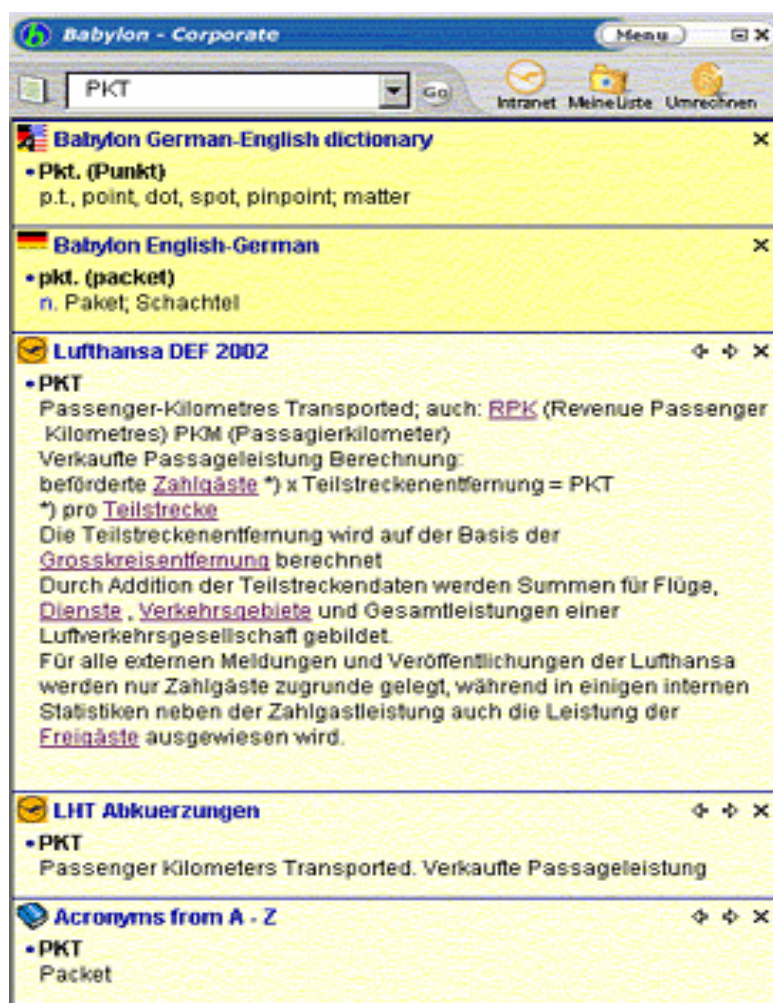 Babylon - Corporate Menu
PKT Go Intranet MeineListe Umrechnen
Babylon German-English dictionary
• Pkt. (Punkt)
p.t., point, dot, spot, pinpoint; matter
Babylon English-German
• pkt. (packet)
n. Paket; Schachtel
Lufthansa DEF 2002
• PKT
Passenger-Kilometres Transported; auch: RPK (Revenue Passenger
Kilometres) PKM (Passagierkilometer)
Verkaufte Passageleistung Berechnung:
beförderte Zahlgäste *) x Teilstreckenentfernung = PKT
*) pro Teilstrecke
Die Teilstreckenentfernung wird auf der Basis der
Grosskreisentfernung berechnet
Durch Addition der Teilstreckendaten werden Summen für Flüge,
Dienste , Verkehrsgebiete und Gesamtleistungen einer
Luftverkehrsgesellschaft gebildet.
Für alle externen Meldungen und Veröffentlichungen der Lufthansa
werden nur Zahlgäste zugrunde gelegt, während in einigen internen
Statistiken neben der Zahlgastleistung auch die Leistung der
Freigäste ausgewiesen wird.
LHT Abkuerzungen
• PKT
Passenger Kilometers Transported. Verkaufte Passageleistung
Acronyms from A - Z
• PKT
Packet